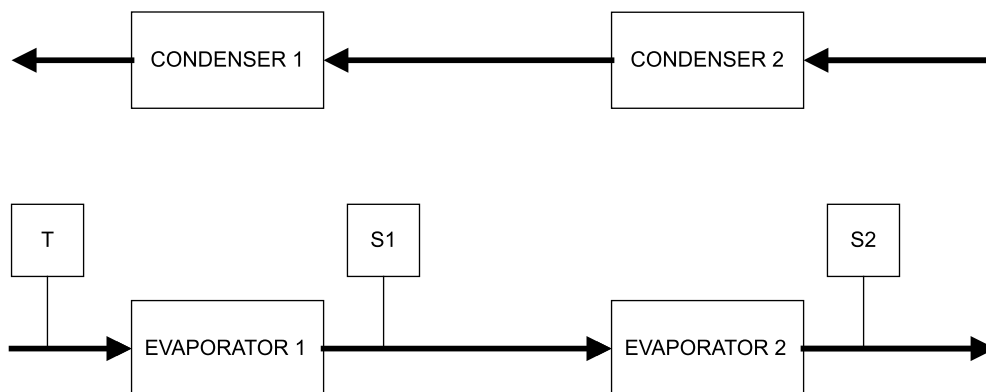 CONDENSER 1
CONDENSER 2
T
S1
S2
EVAPORATOR 1
EVAPORATOR 2